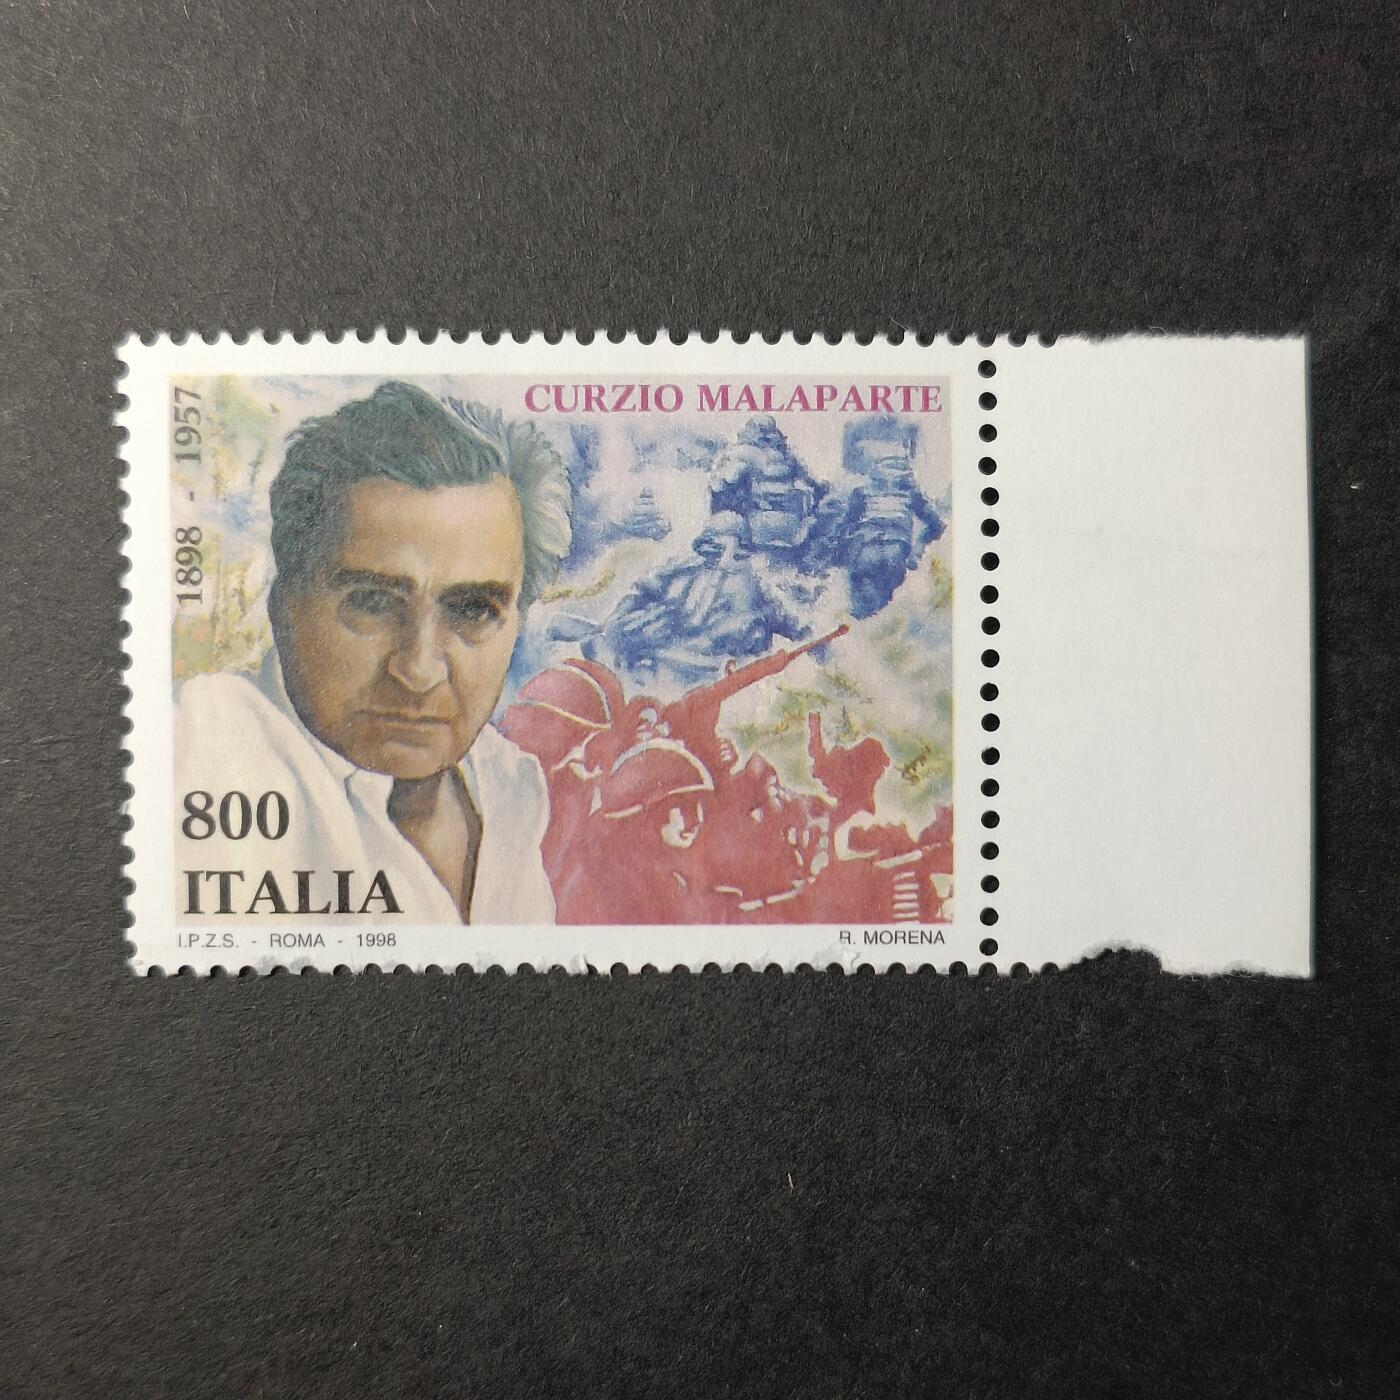 CURZIO MALAPARTE
1898 - 1957
800
ITALIA
I.P.Z.S. - ROMA - 1998
R. MORENA